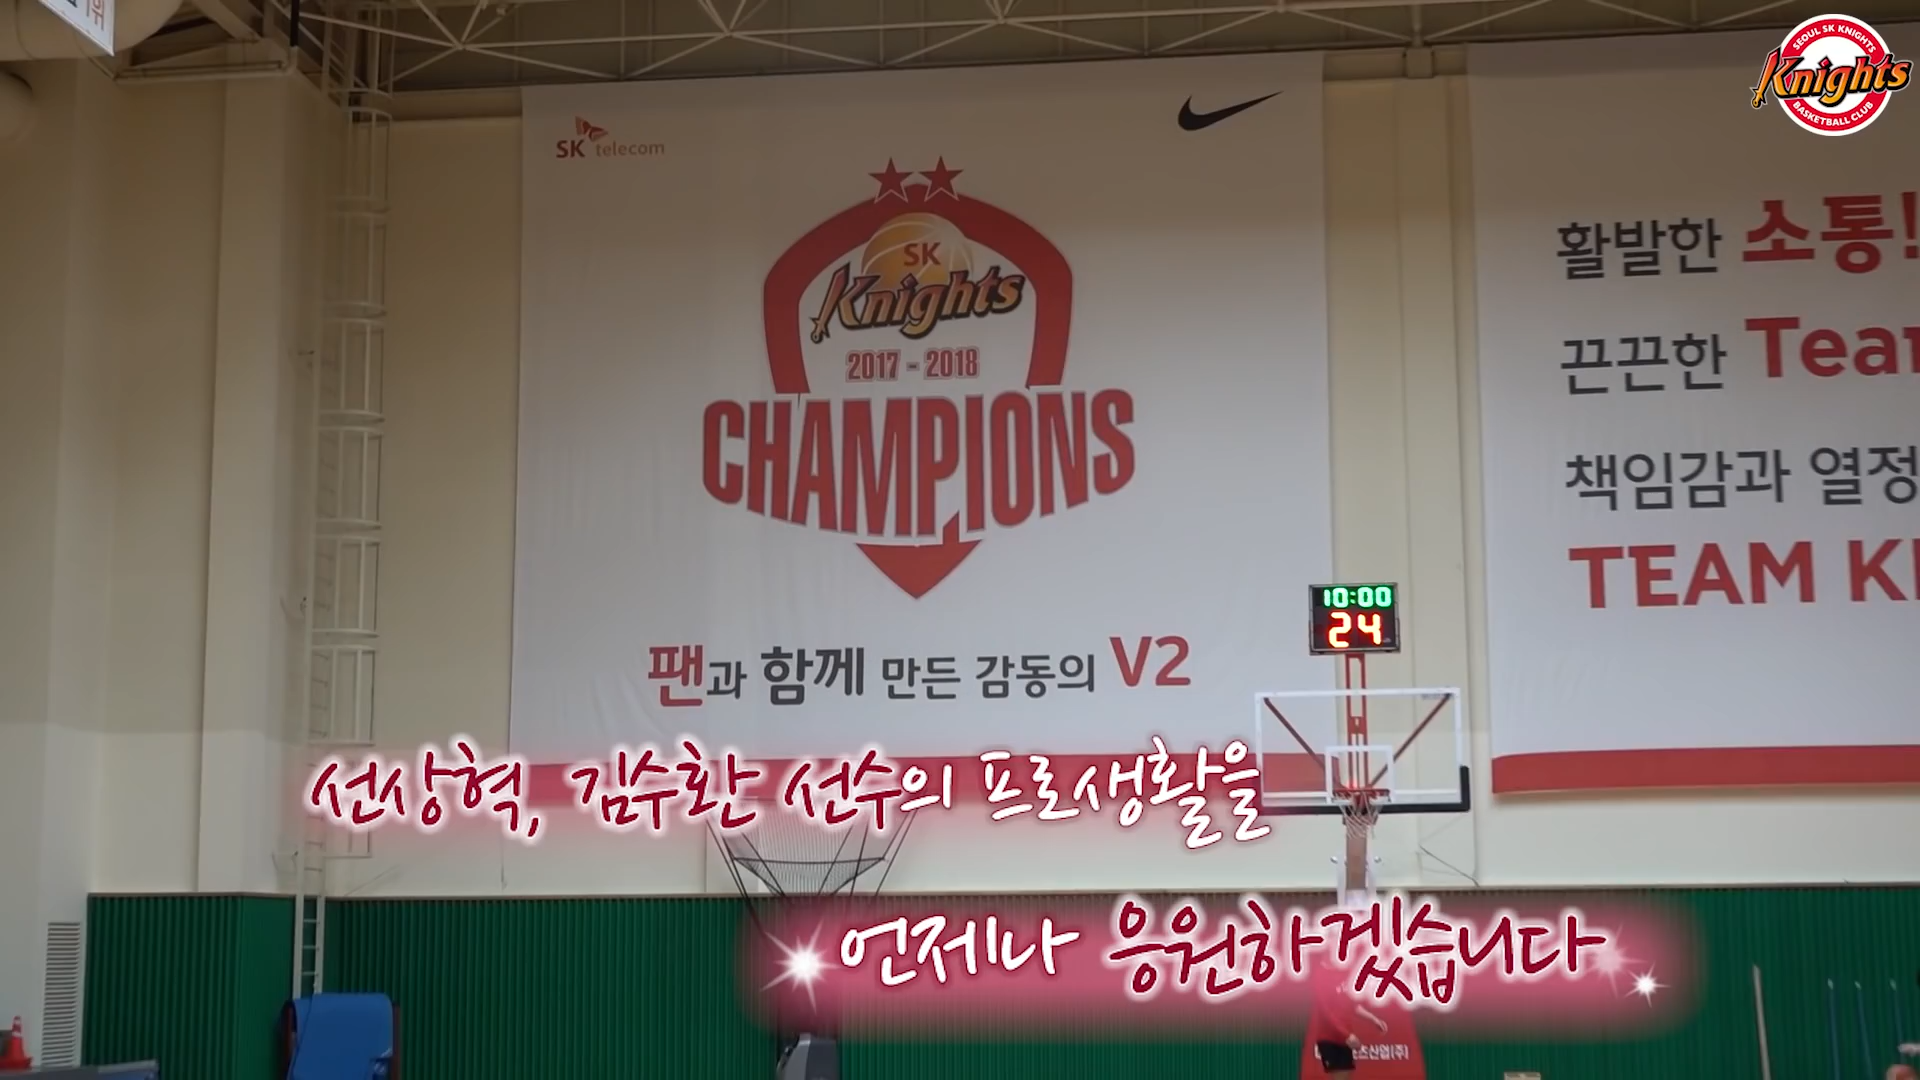 위
SEOUL SK KNIGHTS
Knights
BASKETBALL CLUB
SK telecom
SK
Knights
2017 - 2018
CHAMPIONS
팬과 함께 만든 감동의 V2
활발한 소통!
끈끈한 Team
책임감과 열정
TEAM
10:00
24
선상혁, 김수환 선수의 프로생활을
언제나 응원하겠습니다